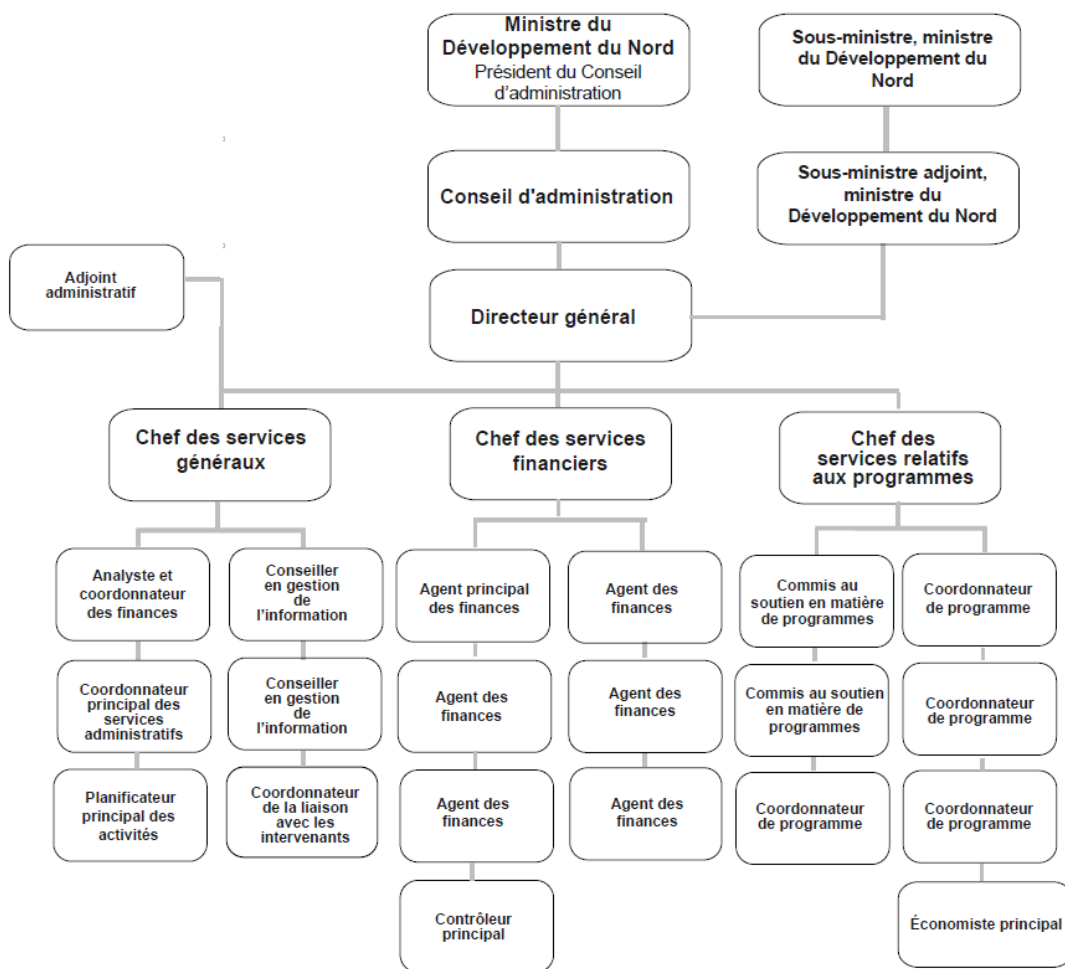 Ministre du
Développement du Nord
Président du Conseil
d'administration
Sous-ministre, ministre
du Développement du
Nord
Conseil d'administration
Sous-ministre adjoint,
ministre du
Développement du Nord
Adjoint
administratif
Directeur général
Chef des services
généraux
Chef des services
financiers
Chef des
services relatifs
aux programmes
Analyste et
coordonnateur
des finances
Conseiller
en gestion
de
l'information
Agent principal
des finances
Agent des
finances
Commis au
soutien en matière
de programmes
Coordonnateur
de programme
Coordonnateur
principal des
services
administratifs
Conseiller
en gestion
de
l'information
Agent des
finances
Agent des
finances
Commis au soutien
en matière de
programmes
Coordonnateur
de programme
Planificateur
principal des
activités
Coordonnateur
de la liaison
avec les
intervenants
Agent des
finances
Agent des
finances
Coordonnateur
de programme
Coordonnateur
de programme
Contrôleur
principal
Économiste principal